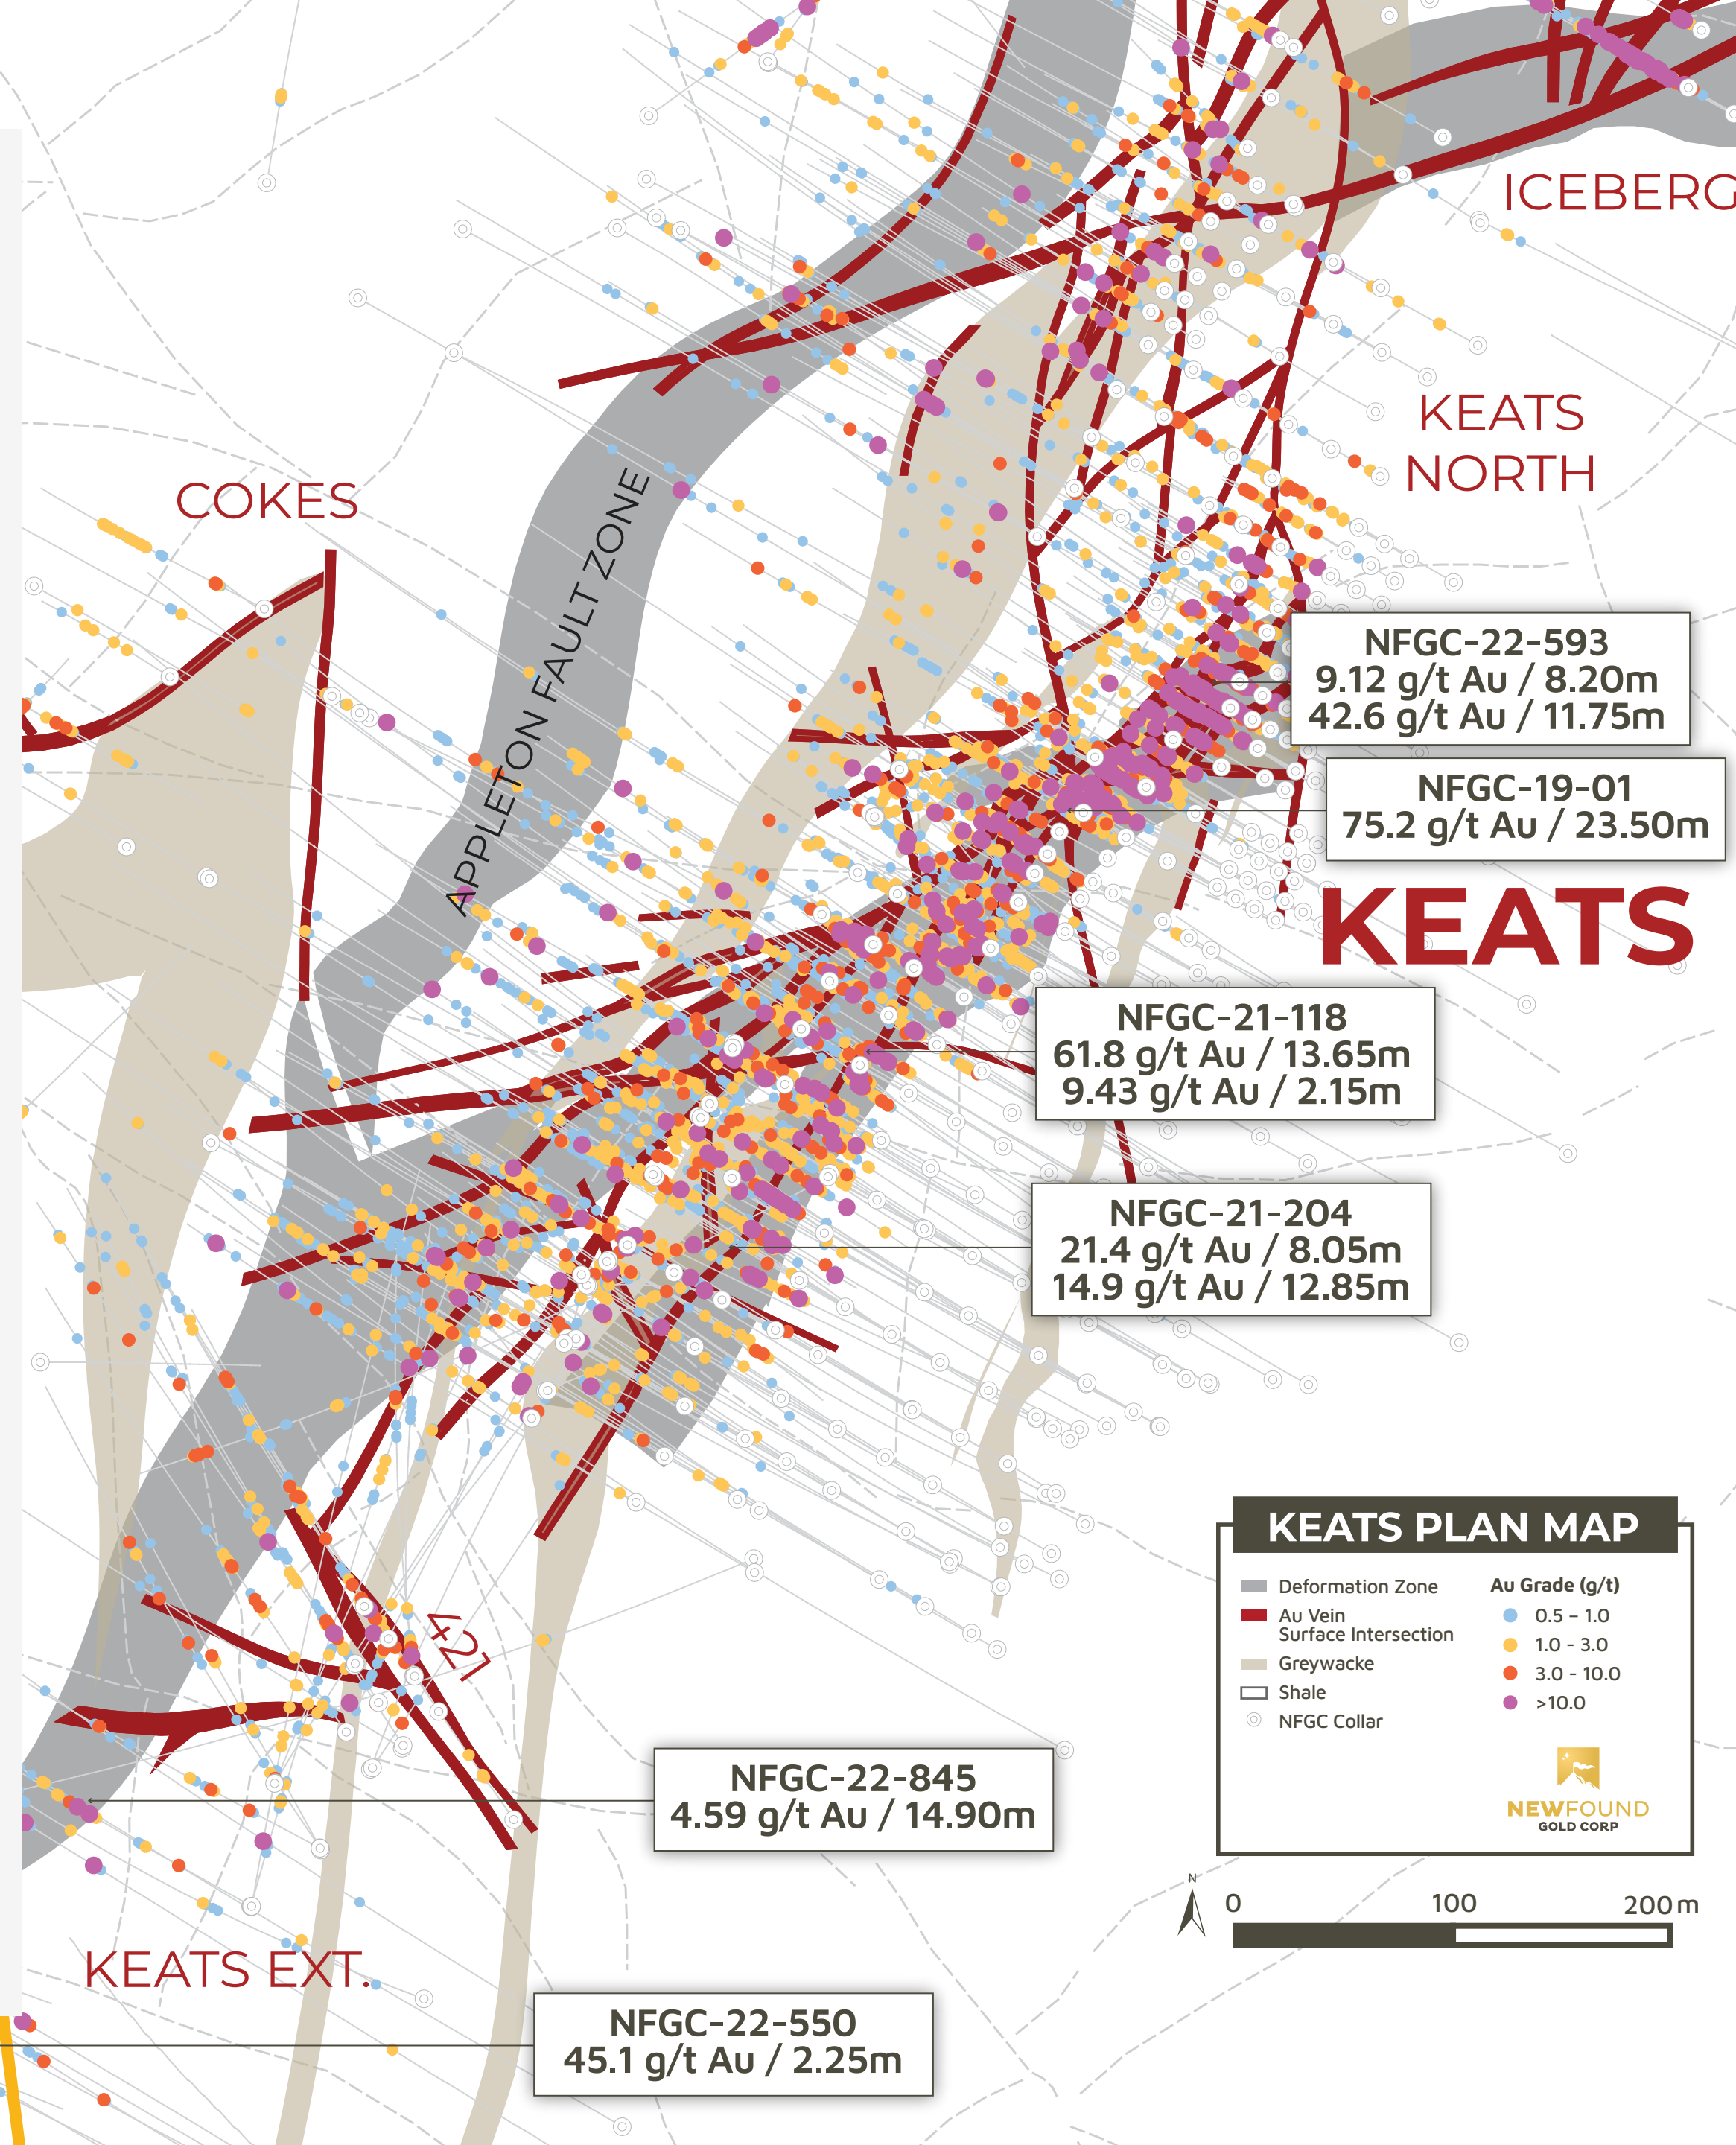 ICEBERG
KEATS
NORTH
COKES
APPLETON FAULT ZONE
NFGC-22-593
9.12 g/t Au / 8.20m
42.6 g/t Au / 11.75m
NFGC-19-01
75.2 g/t Au / 23.50m
KEATS
NFGC-21-118
61.8 g/t Au / 13.65m
9.43 g/t Au / 2.15m
NFGC-21-204
21.4 g/t Au / 8.05m
14.9 g/t Au / 12.85m
421
NFGC-22-845
4.59 g/t Au / 14.90m
KEATS EXT.
NFGC-22-550
45.1 g/t Au / 2.25m
KEATS PLAN MAP
Deformation Zone
Au Vein
Surface Intersection
Greywacke
Shale
NFGC Collar
Au Grade (g/t)
0.5 – 1.0
1.0 - 3.0
3.0 - 10.0
>10.0
NEWFOUND
GOLD CORP
N
0 100 200 m